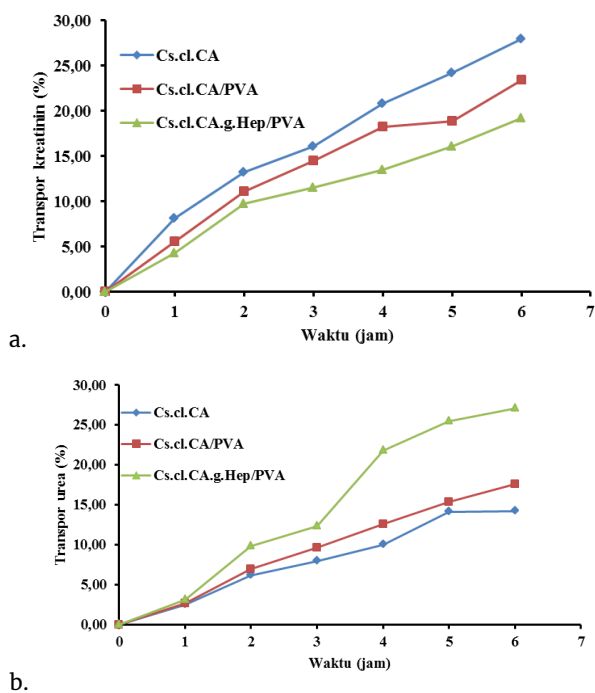 30,00
25,00
20,00
15,00
10,00
5,00
0,00
Transpor kreatinin (%)
Cs.cl.CA
Cs.cl.CA/PVA
Cs.cl.CA.g.Hep/PVA
0 1 2 3 4 5 6 7
Waktu (jam)
a.
30,00
25,00
20,00
15,00
10,00
5,00
0,00
Transpor urea (%)
Cs.cl.CA
Cs.cl.CA/PVA
Cs.cl.CA.g.Hep/PVA
0 1 2 3 4 5 6 7
Waktu (jam)
b.